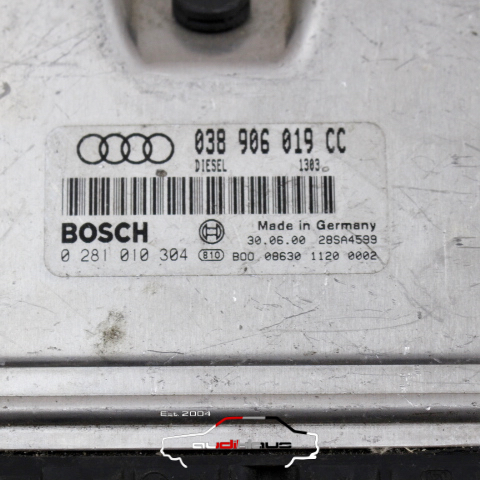 038 906 019 CC
DIESEL 1303
BOSCH
Made in Germany
30.06.00 28SA4599
0 281 010 304 810 B00 08630 1120 0002
Est. 2004